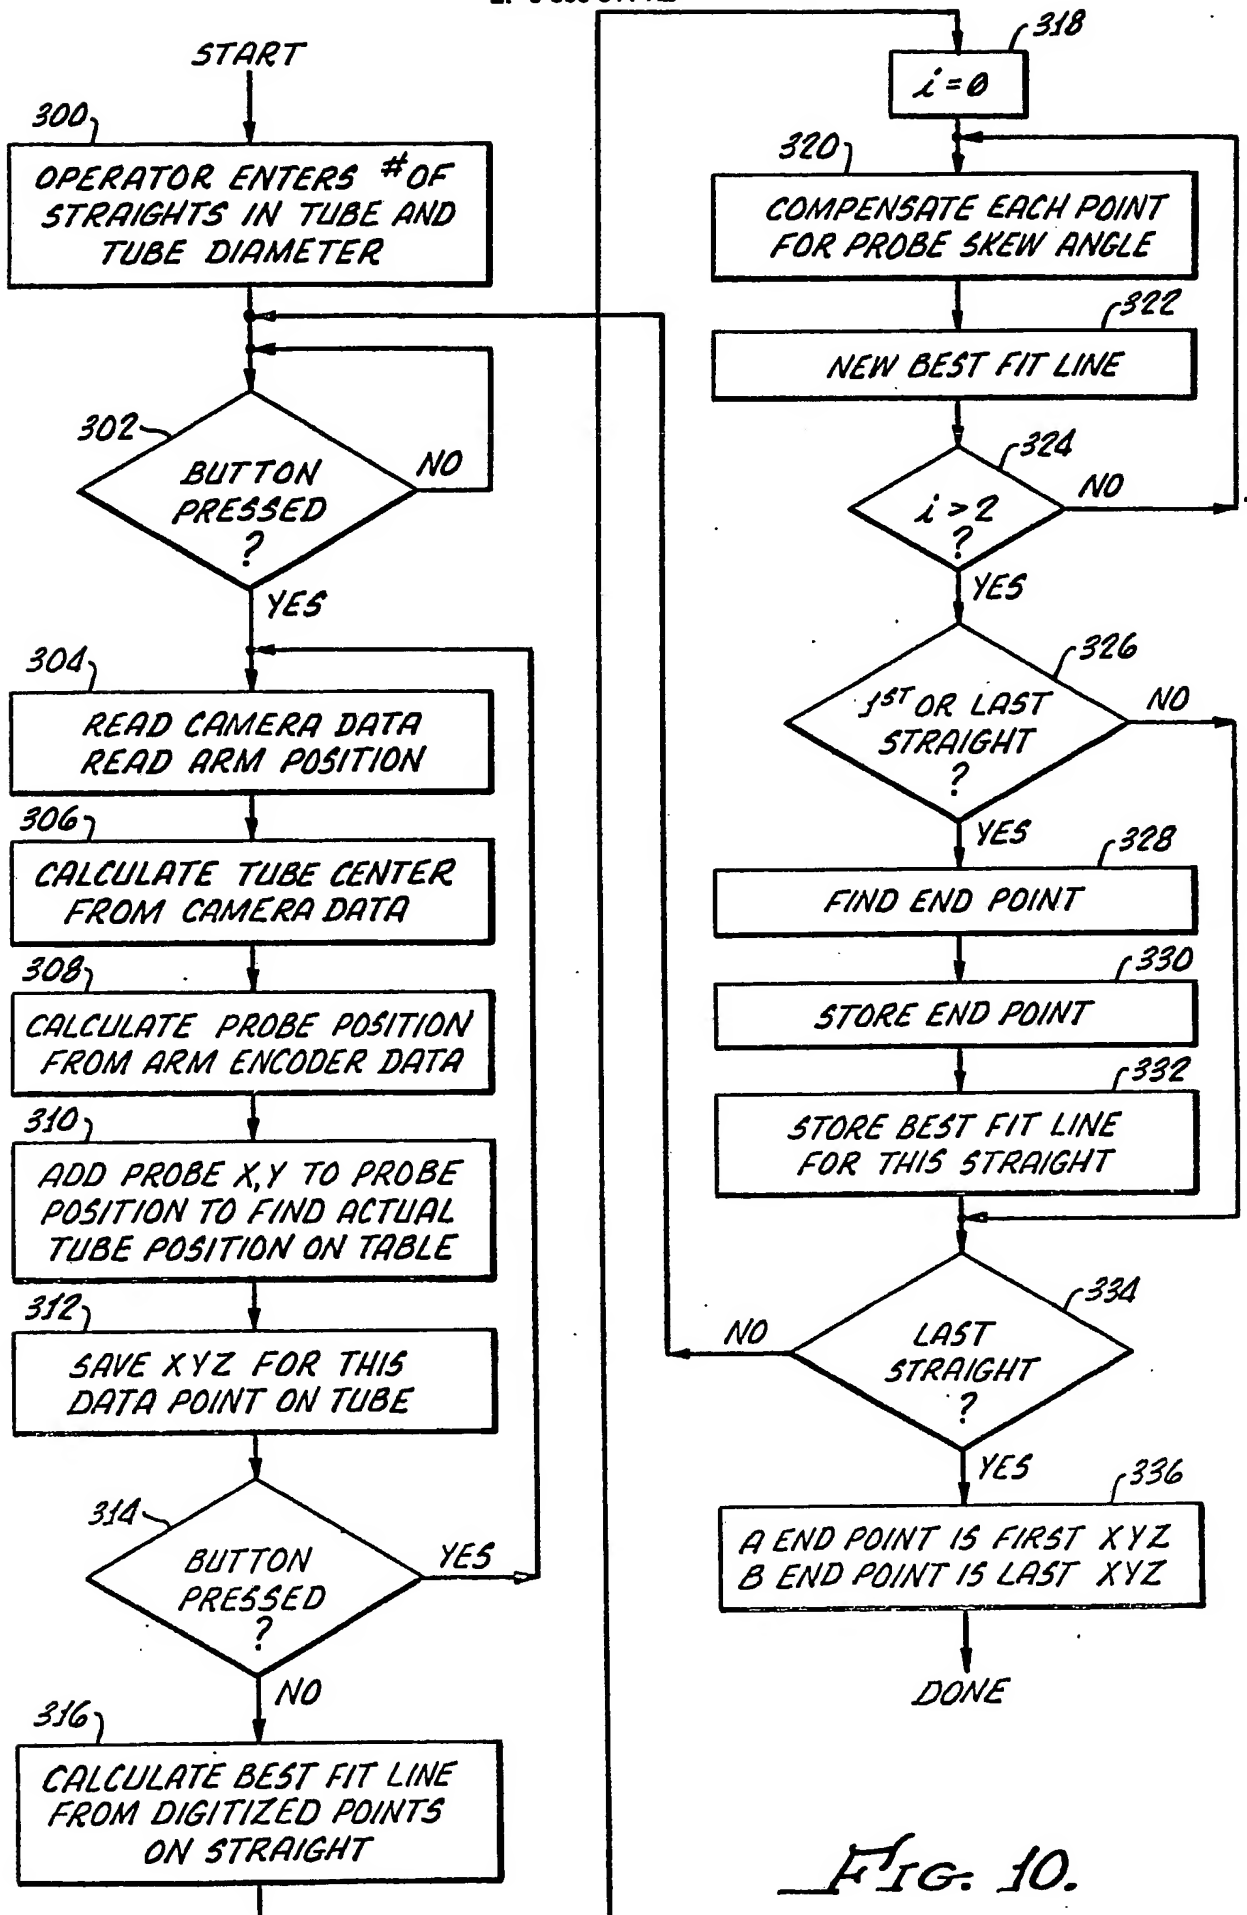 START
300
OPERATOR ENTERS # OF
STRAIGHTS IN TUBE AND
TUBE DIAMETER
302
BUTTON
PRESSED
?
NO
YES
304
READ CAMERA DATA
READ ARM POSITION
306
CALCULATE TUBE CENTER
FROM CAMERA DATA
308
CALCULATE PROBE POSITION
FROM ARM ENCODER DATA
310
ADD PROBE X,Y TO PROBE
POSITION TO FIND ACTUAL
TUBE POSITION ON TABLE
312
SAVE XYZ FOR THIS
DATA POINT ON TUBE
314
BUTTON
PRESSED
?
YES
NO
316
CALCULATE BEST FIT LINE
FROM DIGITIZED POINTS
ON STRAIGHT
318
i=0
320
COMPENSATE EACH POINT
FOR PROBE SKEW ANGLE
322
NEW BEST FIT LINE
324
i>2
?
NO
YES
326
1ST OR LAST
STRAIGHT
?
NO
YES
328
FIND END POINT
330
STORE END POINT
332
STORE BEST FIT LINE
FOR THIS STRAIGHT
334
LAST
STRAIGHT
?
NO
YES
336
A END POINT IS FIRST XYZ
B END POINT IS LAST XYZ
DONE
FIG. 10.